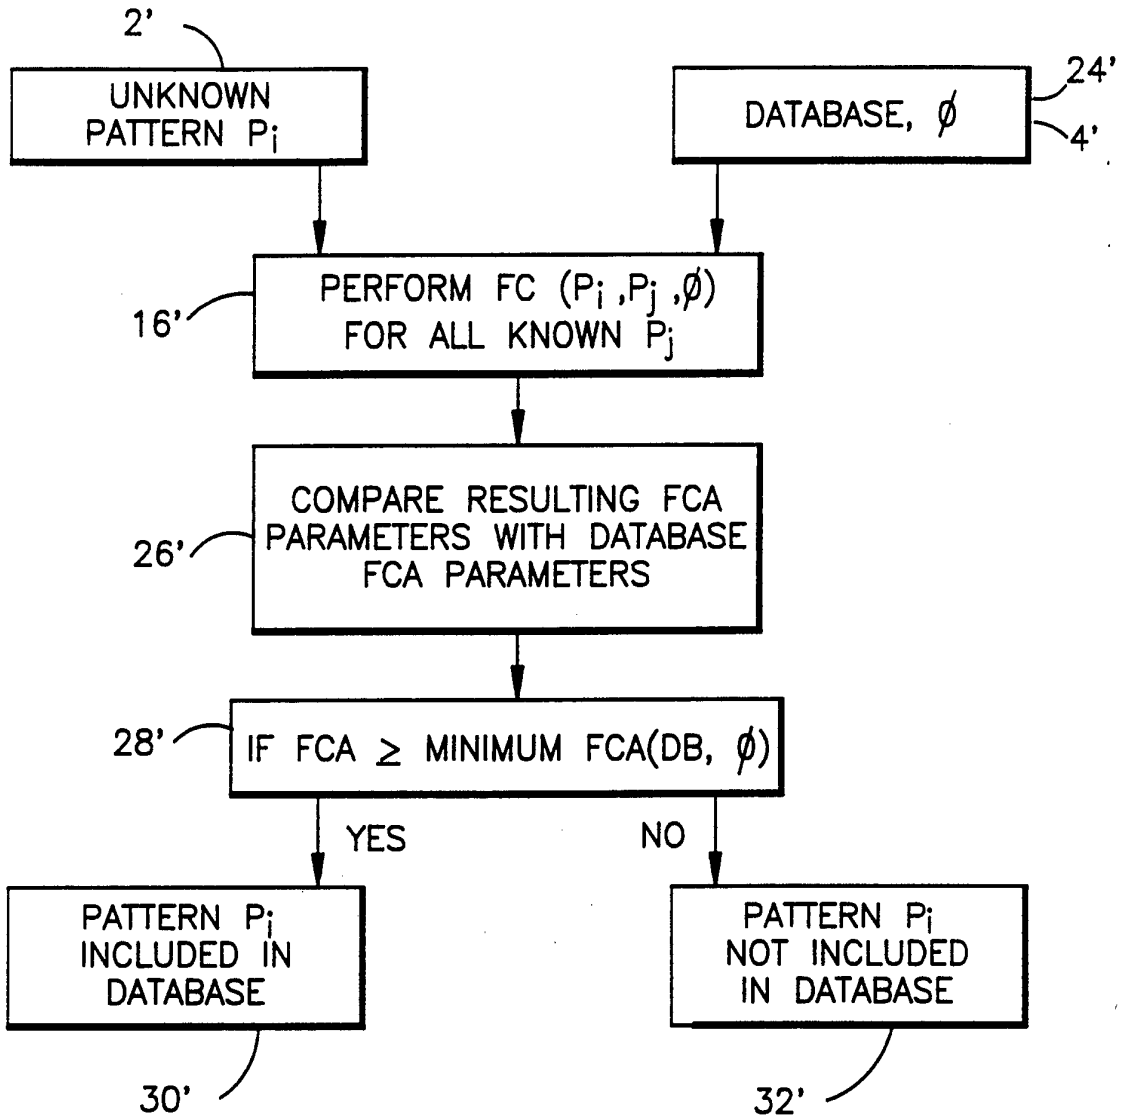 2'
UNKNOWN
PATTERN Pi
DATABASE, ϕ
24'
4'
16'
PERFORM FC (Pi ,Pj ,ϕ)
FOR ALL KNOWN Pj
26'
COMPARE RESULTING FCA
PARAMETERS WITH DATABASE
FCA PARAMETERS
28'
IF FCA ≥ MINIMUM FCA(DB, ϕ)
YES
NO
PATTERN Pi
INCLUDED IN
DATABASE
PATTERN Pi
NOT INCLUDED
IN DATABASE
30'
32'